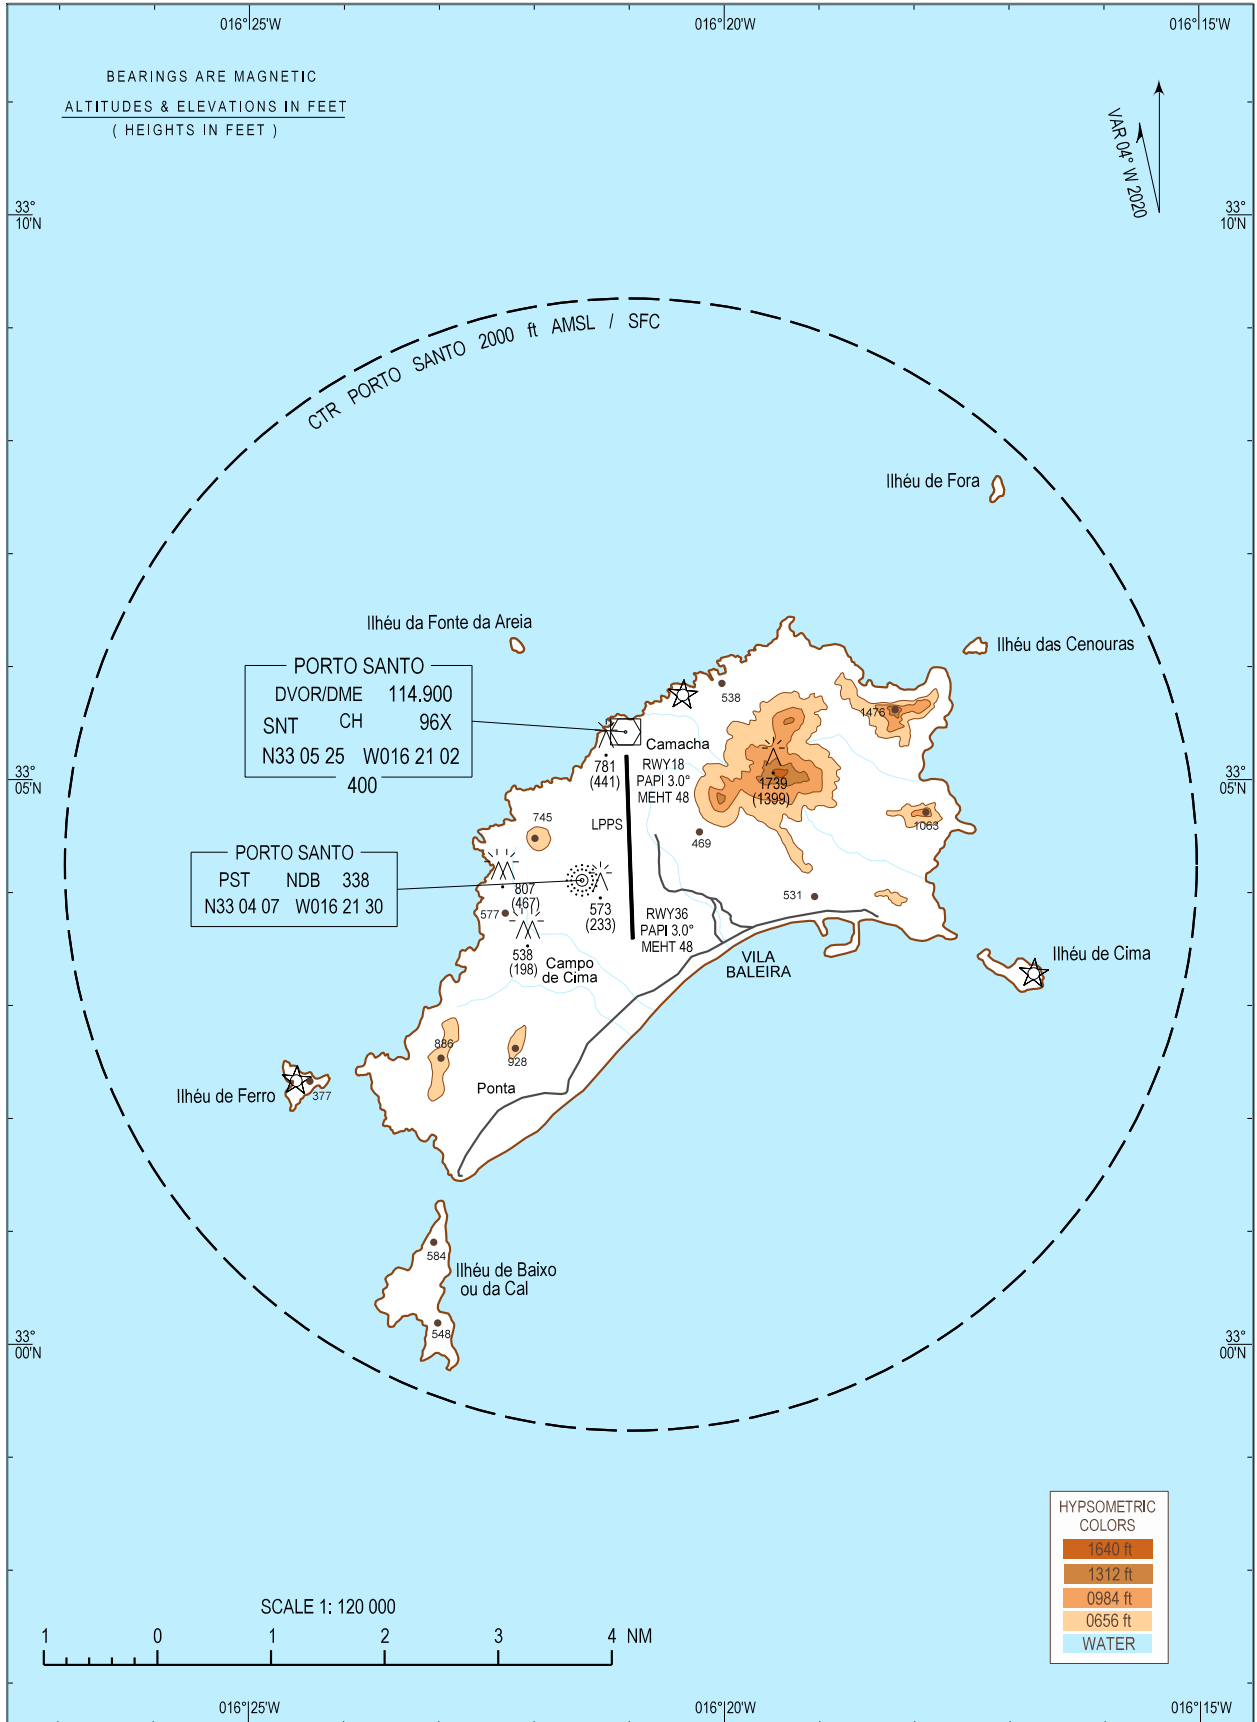 016° 25'W
016° 20'W
016° 15'W
BEARINGS ARE MAGNETIC
ALTITUDES & ELEVATIONS IN FEET
( HEIGHTS IN FEET )
VAR 04° W 2020
33°
10'N
33°
10'N
CTR PORTO SANTO 2000 ft AMSL / SFC
Ilhéu de Fora
Ilhéu da Fonte da Areia
Ilhéu das Cenouras
PORTO SANTO
DVOR/DME 114.900
SNT CH 96X
N33 05 25 W016 21 02
400
538
1476
Camacha
781
(441)
RWY18
PAPI 3.0°
MEHT 48
1739
(1399)
33°
05'N
33°
05'N
745
LPPS
469
1063
PORTO SANTO
PST NDB 338
N33 04 07 W016 21 30
807
(467)
577
573
(233)
531
RWY36
PAPI 3.0°
MEHT 48
538
(198)
Campo
de Cima
VILA
BALEIRA
Ilhéu de Cima
886
928
Ponta
Ilhéu de Ferro
377
584
Ilhéu de Baixo
ou da Cal
548
33°
00'N
33°
00'N
HYPSOMETRIC
COLORS
1640 ft
1312 ft
0984 ft
0656 ft
WATER
SCALE 1: 120 000
1 0 1 2 3 4 NM
016° 25'W
016° 20'W
016° 15'W